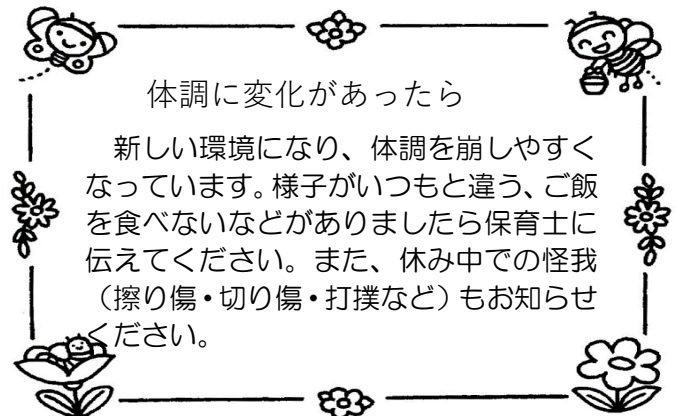 体調に変化があったら
新しい環境になり、体調を崩しやすく
なっています。様子がいつもと違う、ご飯
を食べないなどがありましたら保育士に
伝えてください。また、休み中での怪我
（擦り傷・切り傷・打撲など）もお知らせ
ください。